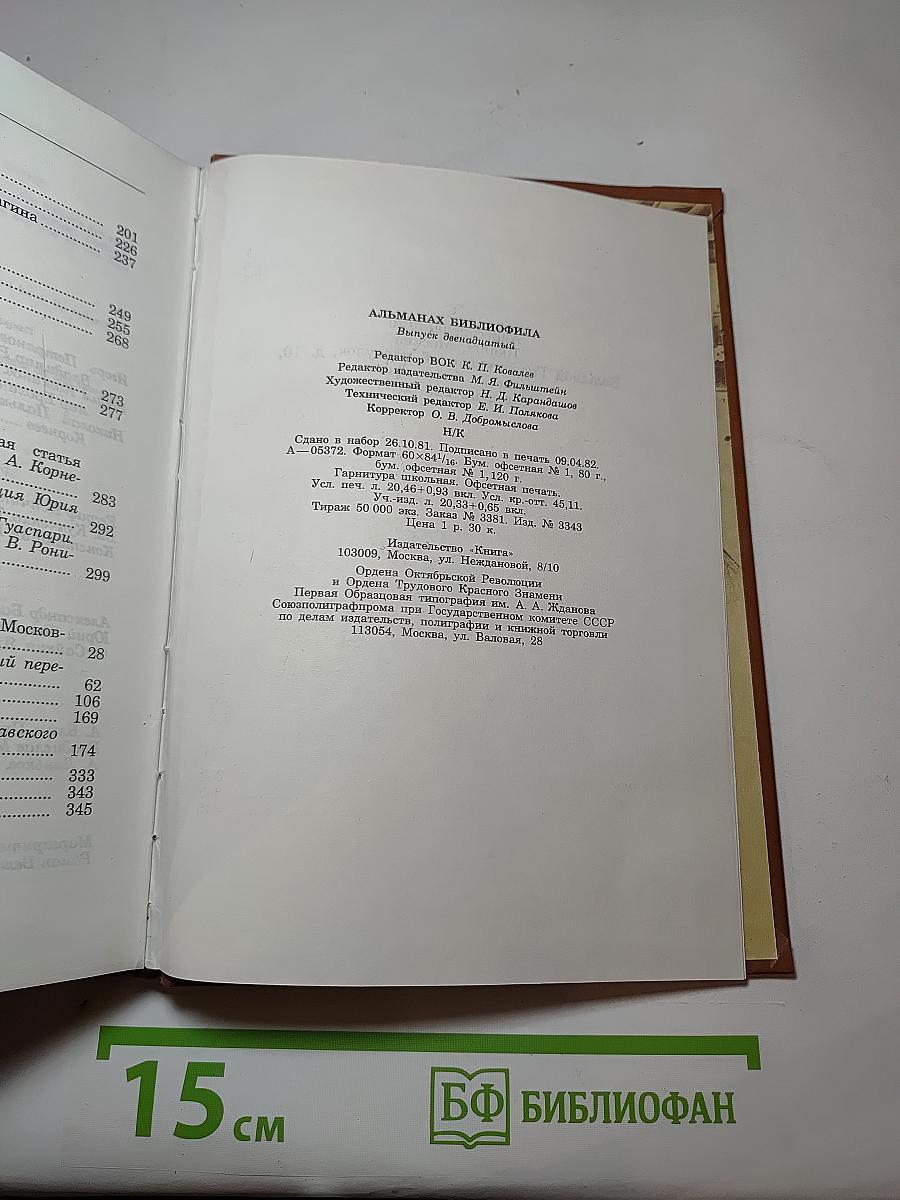 201
агина
226
237
249
255
268
273
277
ая статья
А. Корне-
283
ция Юрия
292
Гуаспари.
В. Рони-
299
Москов-
28
ий пере-
62
106
169
авского
174
333
343
345
АЛЬМАНАХ БИБЛИОФИЛА
Выпуск двенадцатый
Редактор ВОК К. П. Ковалев
Редактор издательства М. Я. Фильштейн
Художественный редактор Н. Д. Карандашов
Технический редактор Е. И. Полякова
Корректор О. В. Добромыслова
Н/К
Сдано в набор 26.10.81. Подписано в печать 09.04.82.
А—05372. Формат 60×84 1/16. Бум. офсетная № 1, 80 г.,
бум. офсетная № 1, 120 г.
Гарнитура школьная. Офсетная печать.
Усл. печ. л. 20,46+0,93 вкл. Усл. кр.-отт. 45,11.
Уч.-изд. л. 20,33+0,65 вкл.
Тираж 50 000 экз. Заказ № 3381. Изд. № 3343
Цена 1 р. 30 к.
Издательство «Книга»
103009, Москва, ул. Неждановой, 8/10
Ордена Октябрьской Революции
и Ордена Трудового Красного Знамени
Первая Образцовая типография им. А. А. Жданова
Союзполиграфпрома при Государственном комитете СССР
по делам издательств, полиграфии и книжной торговли
113054, Москва, ул. Валовая, 28
15 см
БФ БИБЛИОФАН